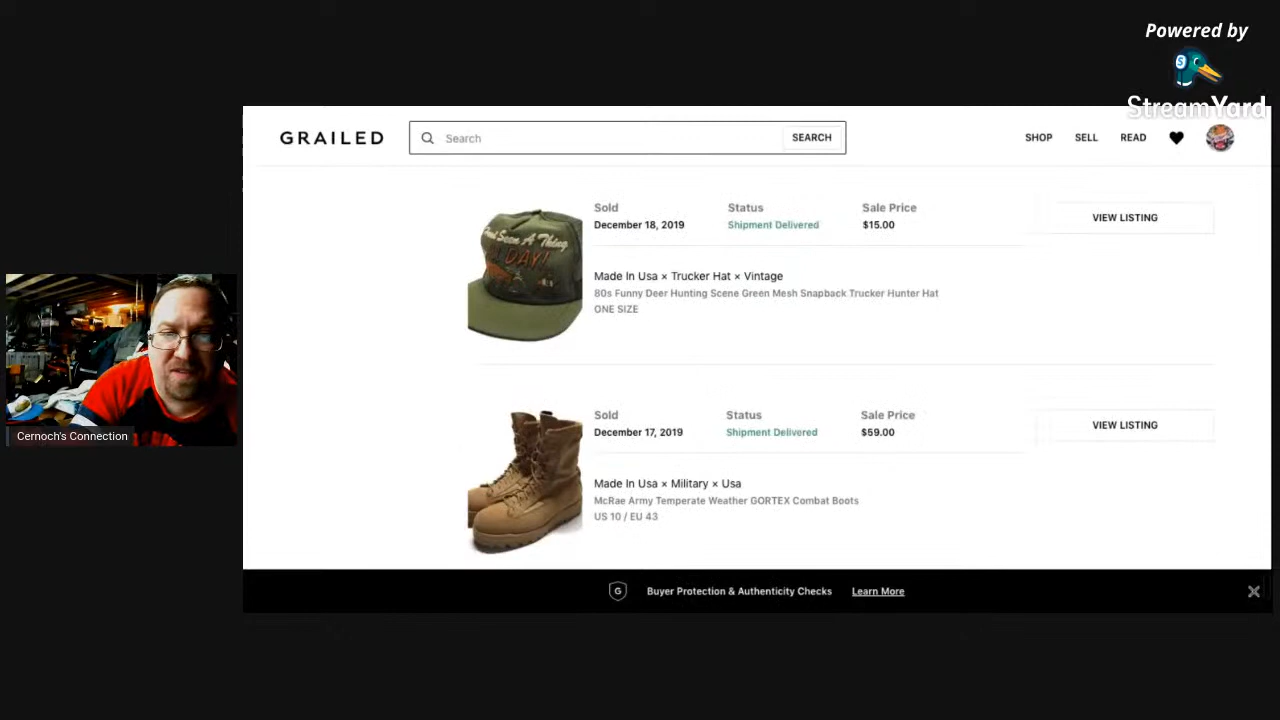 Powered by
StreamYard
GRAILED
Search
SEARCH
SHOP
SELL
READ
Sold
Status
Sale Price
December 18, 2019
Shipment Delivered
$15.00
VIEW LISTING
Seen A Thing
DAY!
Made In Usa × Trucker Hat × Vintage
80s Funny Deer Hunting Scene Green Mesh Snapback Trucker Hunter Hat
ONE SIZE
Sold
Status
Sale Price
December 17, 2019
Shipment Delivered
$59.00
VIEW LISTING
Made In Usa × Military × Usa
McRae Army Temperate Weather GORTEX Combat Boots
US 10 / EU 43
Cernoch's Connection
G
Buyer Protection & Authenticity Checks
Learn More